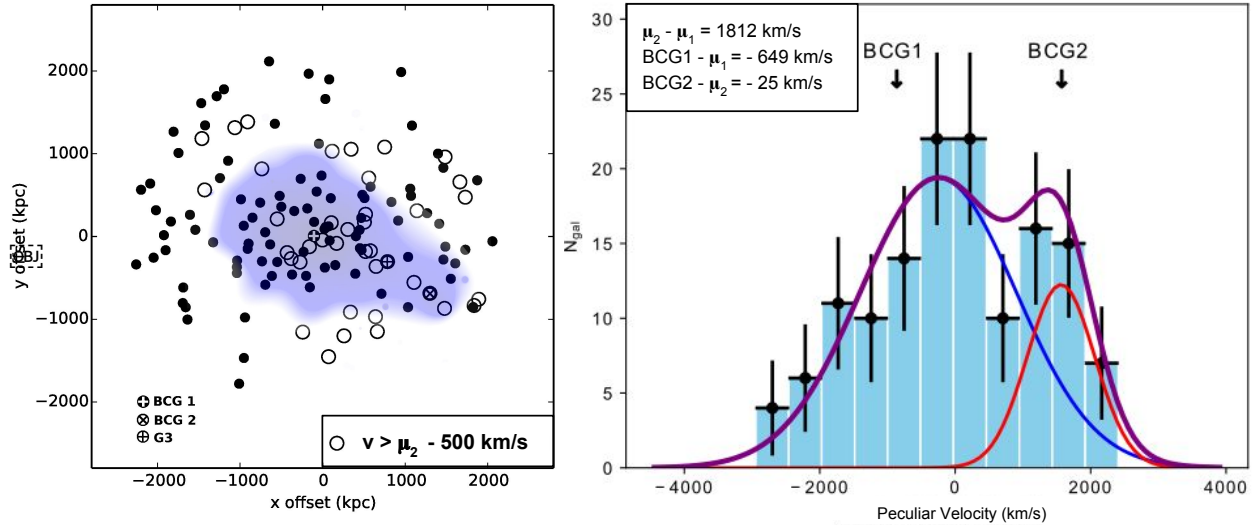 2000
1000
0
−1000
−2000
y offset (kpc)
BCG 1
BCG 2
G3
v > μ₂ - 500 km/s
−2000 −1000 0 1000 2000
x offset (kpc)
μ₂ - μ₁ = 1812 km/s
BCG1 - μ₁ = - 649 km/s
BCG2 - μ₂ = - 25 km/s
BCG1
BCG2
30
25
20
15
10
5
0
N_gal
−4000 −2000 0 2000 4000
Peculiar Velocity (km/s)